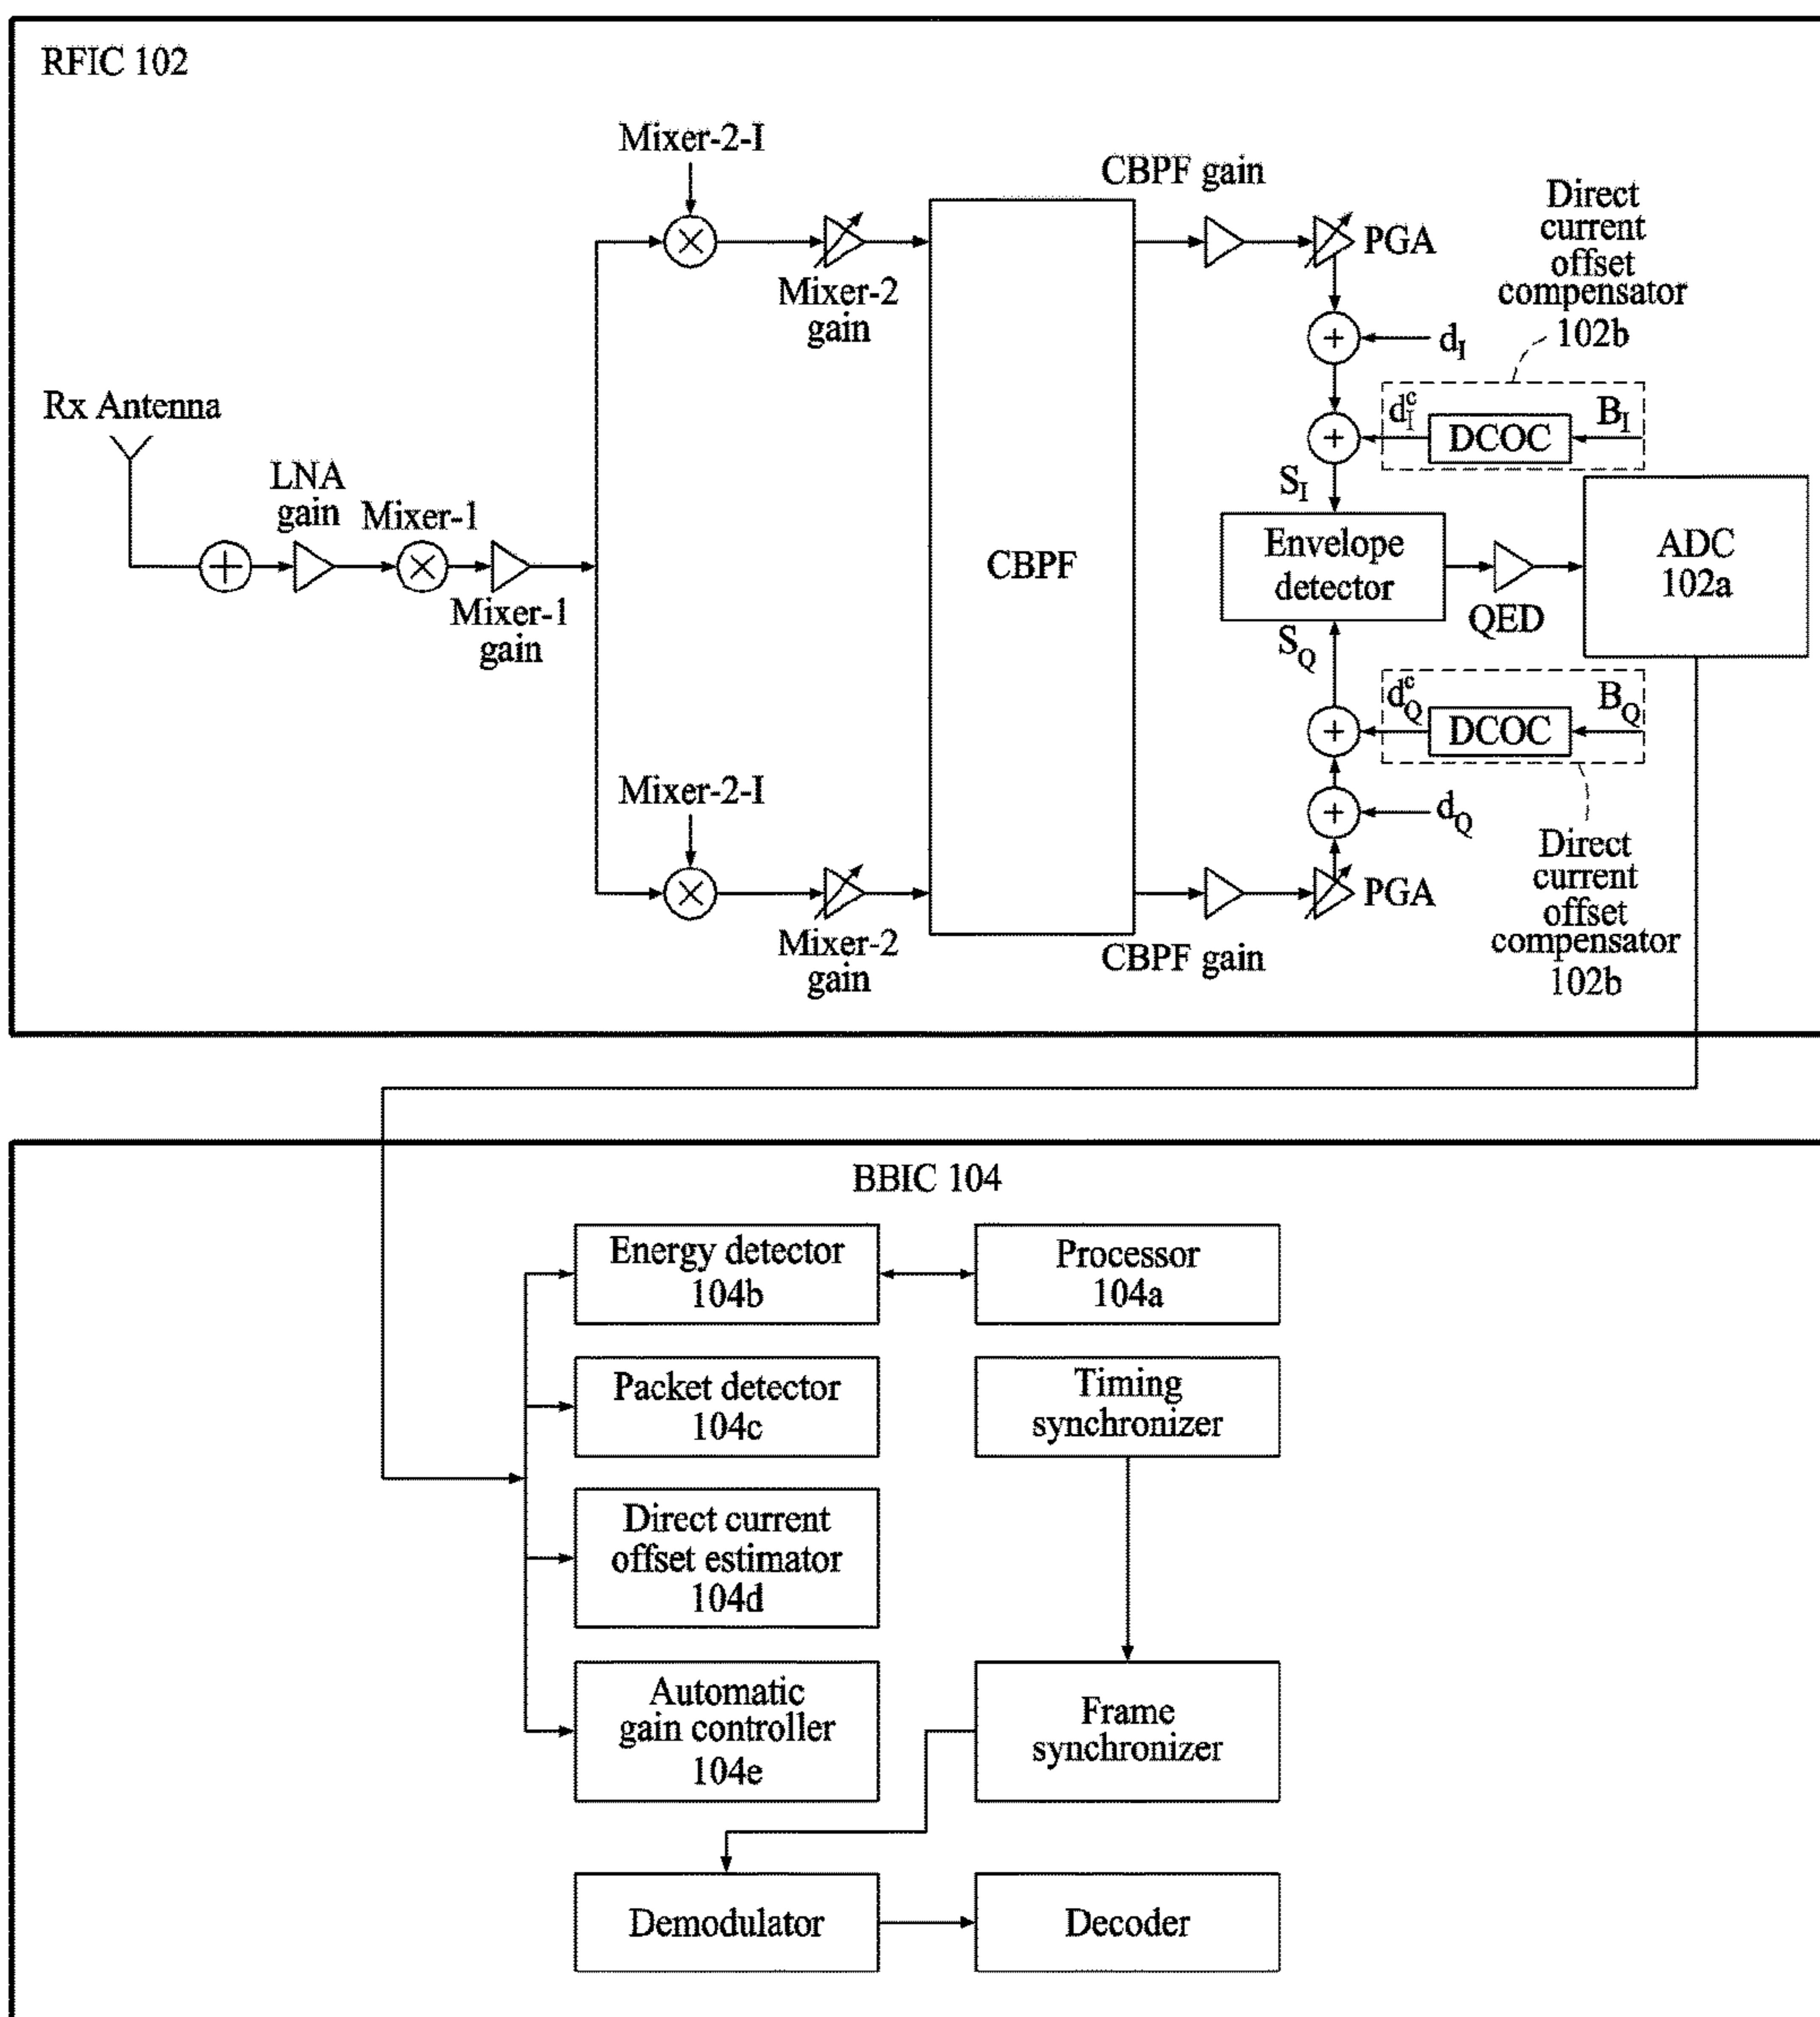 RFIC 102
Mixer-2-I
CBPF gain
Direct
current
offset
compensator
102b
PGA
Mixer-2
gain
d_I
Rx Antenna
d_I^c
DCOC
B_I
LNA
gain
Mixer-1
S_I
Mixer-1
gain
CBPF
Envelope
detector
QED
ADC
102a
S_Q
d_Q^c
DCOC
B_Q
Mixer-2-I
d_Q
Mixer-2
gain
PGA
CBPF gain
Direct
current
offset
compensator
102b
BBIC 104
Energy detector
104b
Processor
104a
Packet detector
104c
Timing
synchronizer
Direct current
offset estimator
104d
Automatic
gain controller
104e
Frame
synchronizer
Demodulator
Decoder